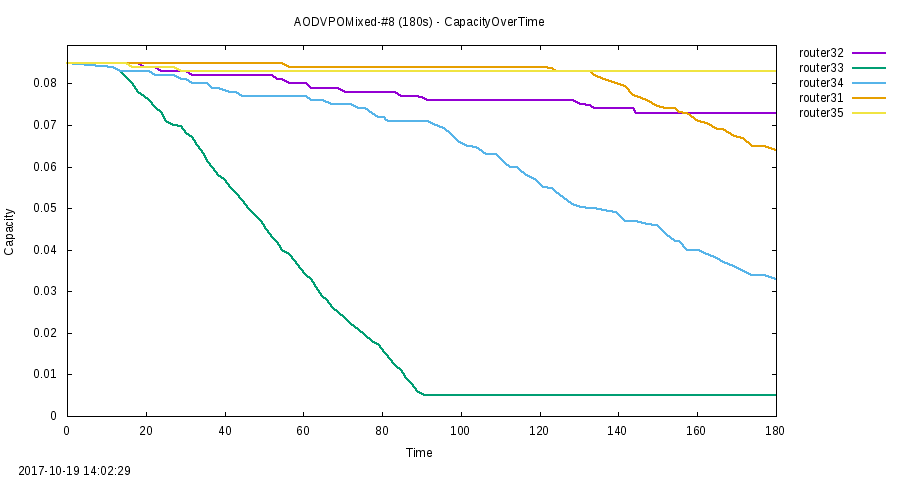 AODVPOMixed-#8 (180s) - CapacityOverTime
router32
router33
router34
router31
router35
0.08
0.07
0.06
0.05
0.04
0.03
0.02
0.01
0
Capacity
0 20 40 60 80 100 120 140 160 180
Time
2017-10-19 14:02:29